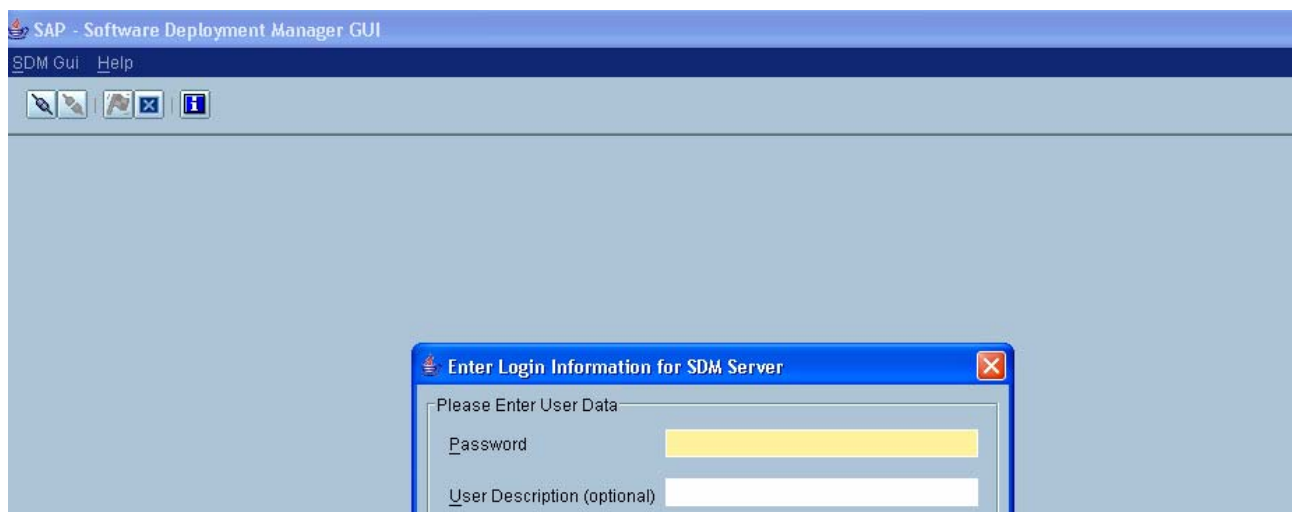 SAP - Software Deployment Manager GUI
SDM Gui Help
Enter Login Information for SDM Server
Please Enter User Data
Password
User Description (optional)